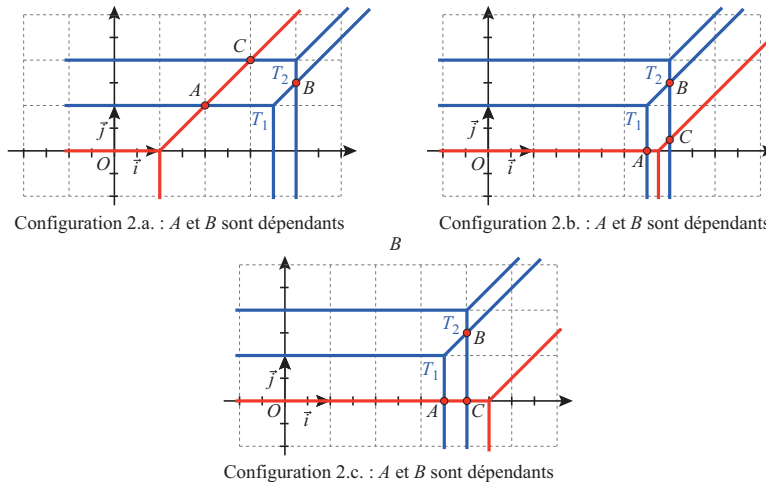 C
T₂
A
B
T₁
j⃗
O
i⃗
Configuration 2.a. : A et B sont dépendants
T₂
B
T₁
j⃗
C
O
i⃗
A
Configuration 2.b. : A et B sont dépendants
B
T₂
B
T₁
j⃗
O
i⃗
A
C
Configuration 2.c. : A et B sont dépendants